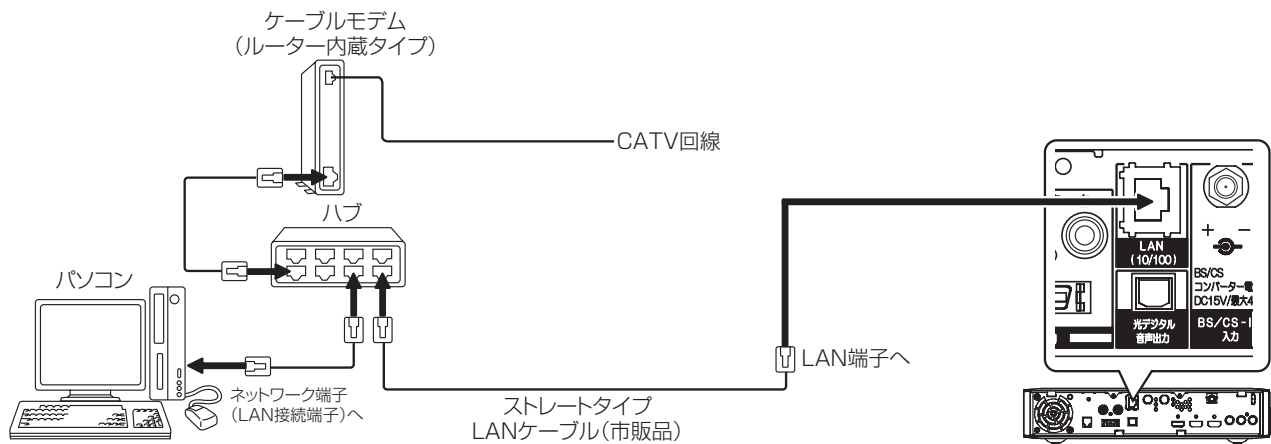 ケーブルモデム
（ルーター内蔵タイプ）
CATV回線
ハブ
パソコン
ネットワーク端子
（LAN接続端子）へ
ストレートタイプ
LANケーブル（市販品）
LAN端子へ
LAN
(10/100)
光デジタル
音声出力
+ −
BS/CS
コンバーター電
DC15V/最大4
BS/CS-I
入力